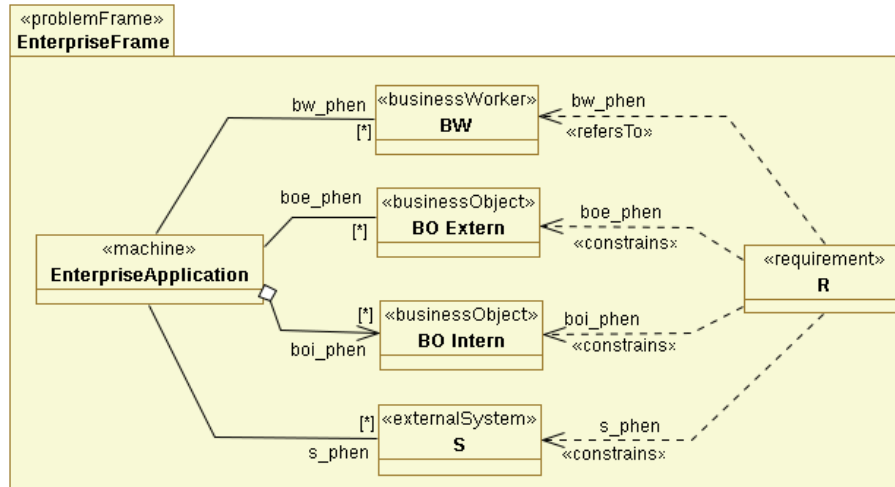 «problemFrame»
EnterpriseFrame
bw_phen
«businessWorker»
BW
[*]
bw_phen
«refersTo»
boe_phen
«businessObject»
BO Extern
[*]
boe_phen
«constrains»
«machine»
EnterpriseApplication
«requirement»
R
[*]
«businessObject»
BO Intern
boi_phen
boi_phen
«constrains»
[*]
«externalSystem»
S
s_phen
s_phen
«constrains»